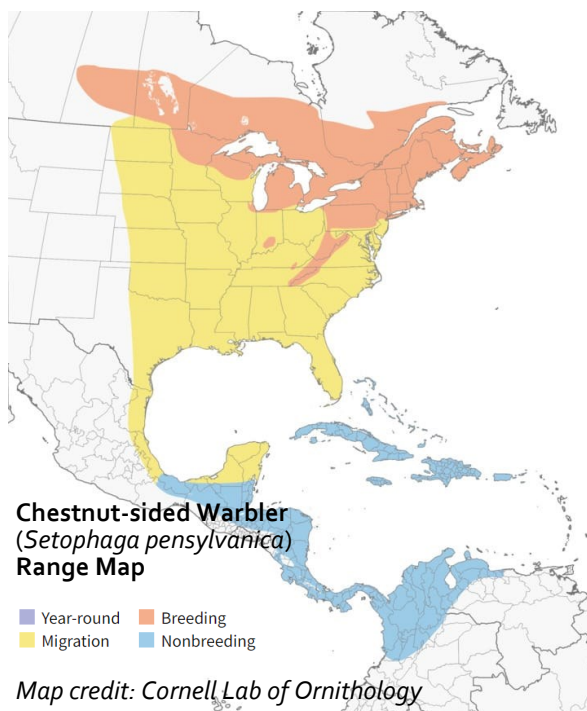 Chestnut-sided Warbler
(Setophaga pensylvanica)
Range Map
Year-round Breeding
Migration Nonbreeding
Map credit: Cornell Lab of Ornithology